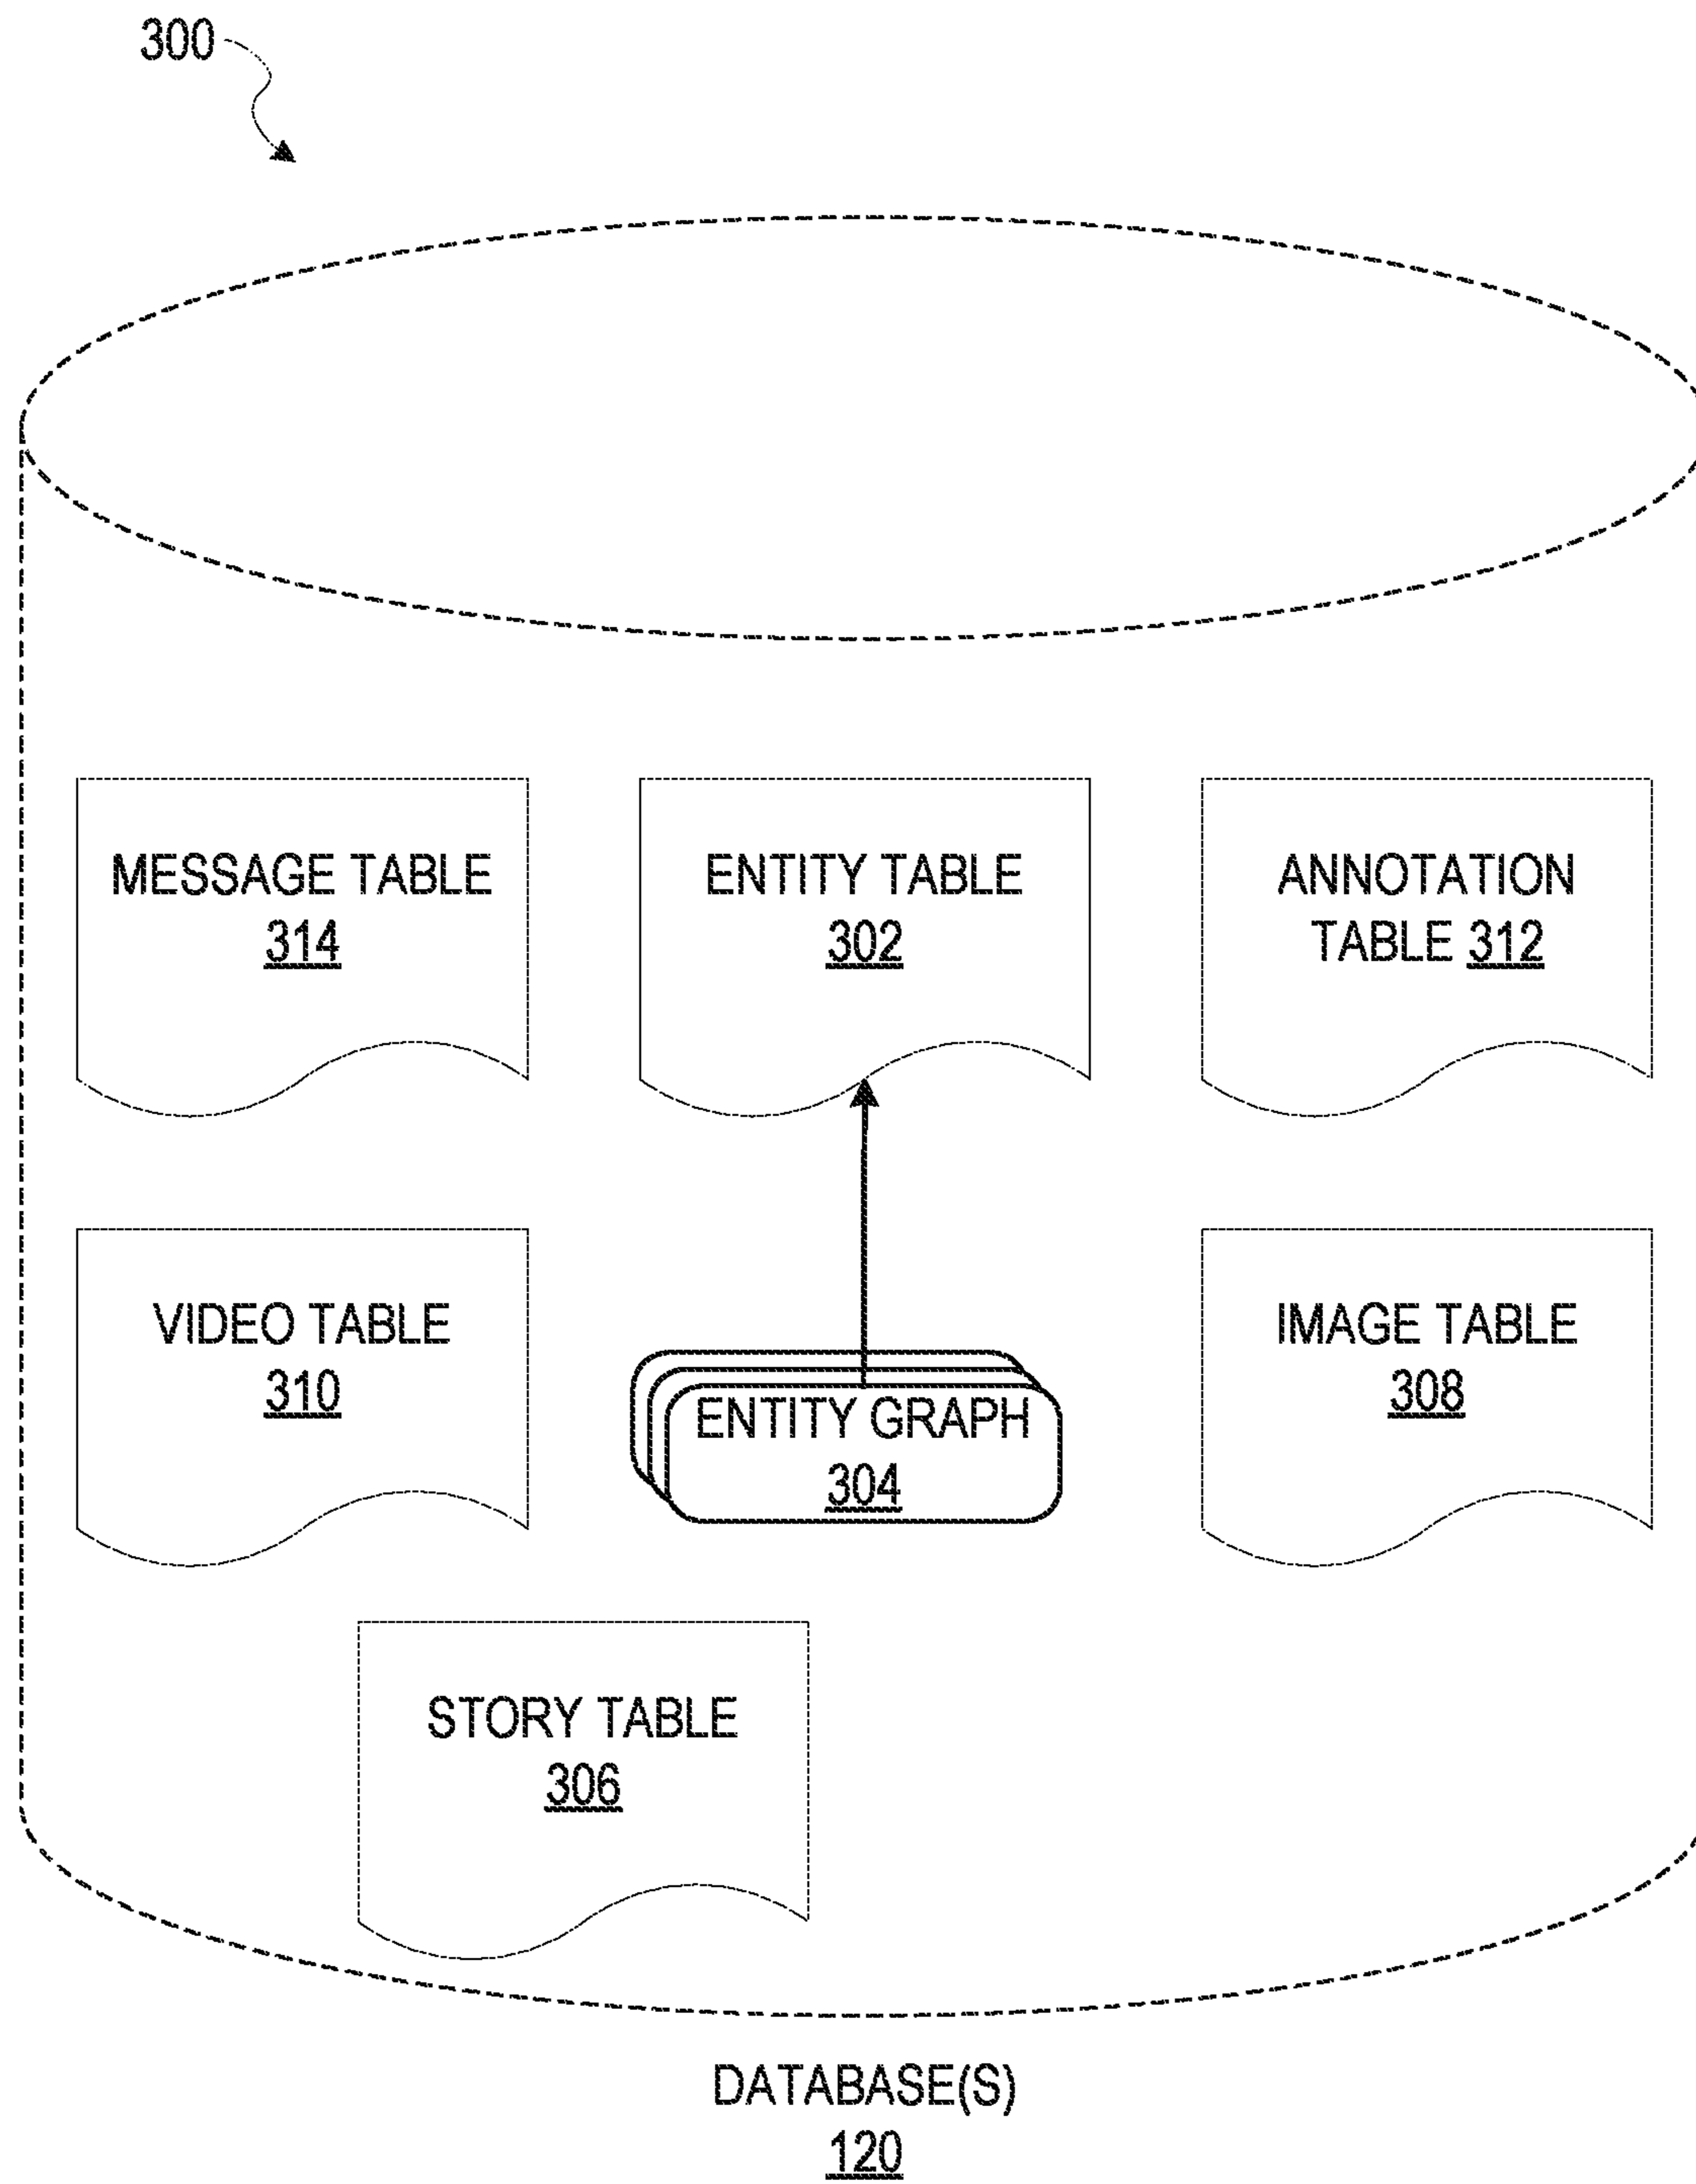 300
MESSAGE TABLE
314
ENTITY TABLE
302
ANNOTATION
TABLE 312
VIDEO TABLE
310
ENTITY GRAPH
304
IMAGE TABLE
308
STORY TABLE
306
DATABASE(S)
120